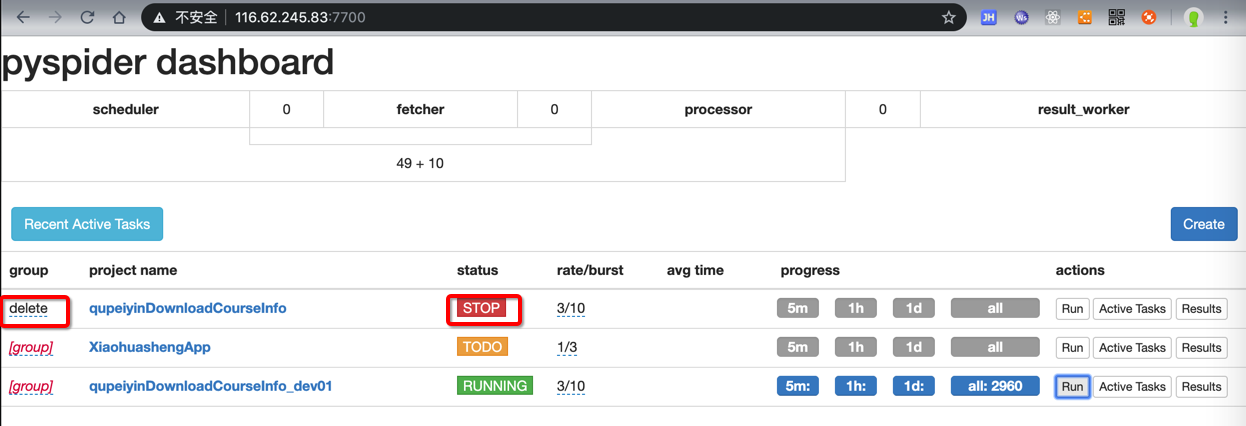 不安全 116.62.245.83:7700
pyspider dashboard
scheduler 0 fetcher 0 processor 0 result_worker
49 + 10
Recent Active Tasks Create
group project name status rate/burst avg time progress actions
delete qupeiyinDownloadCourseInfo STOP 3/10 5m 1h 1d all Run Active Tasks Results
[group] XiaohuashengApp TODO 1/3 5m 1h 1d all Run Active Tasks Results
[group] qupeiyinDownloadCourseInfo_dev01 RUNNING 3/10 5m: 1h: 1d: all: 2960 Run Active Tasks Results